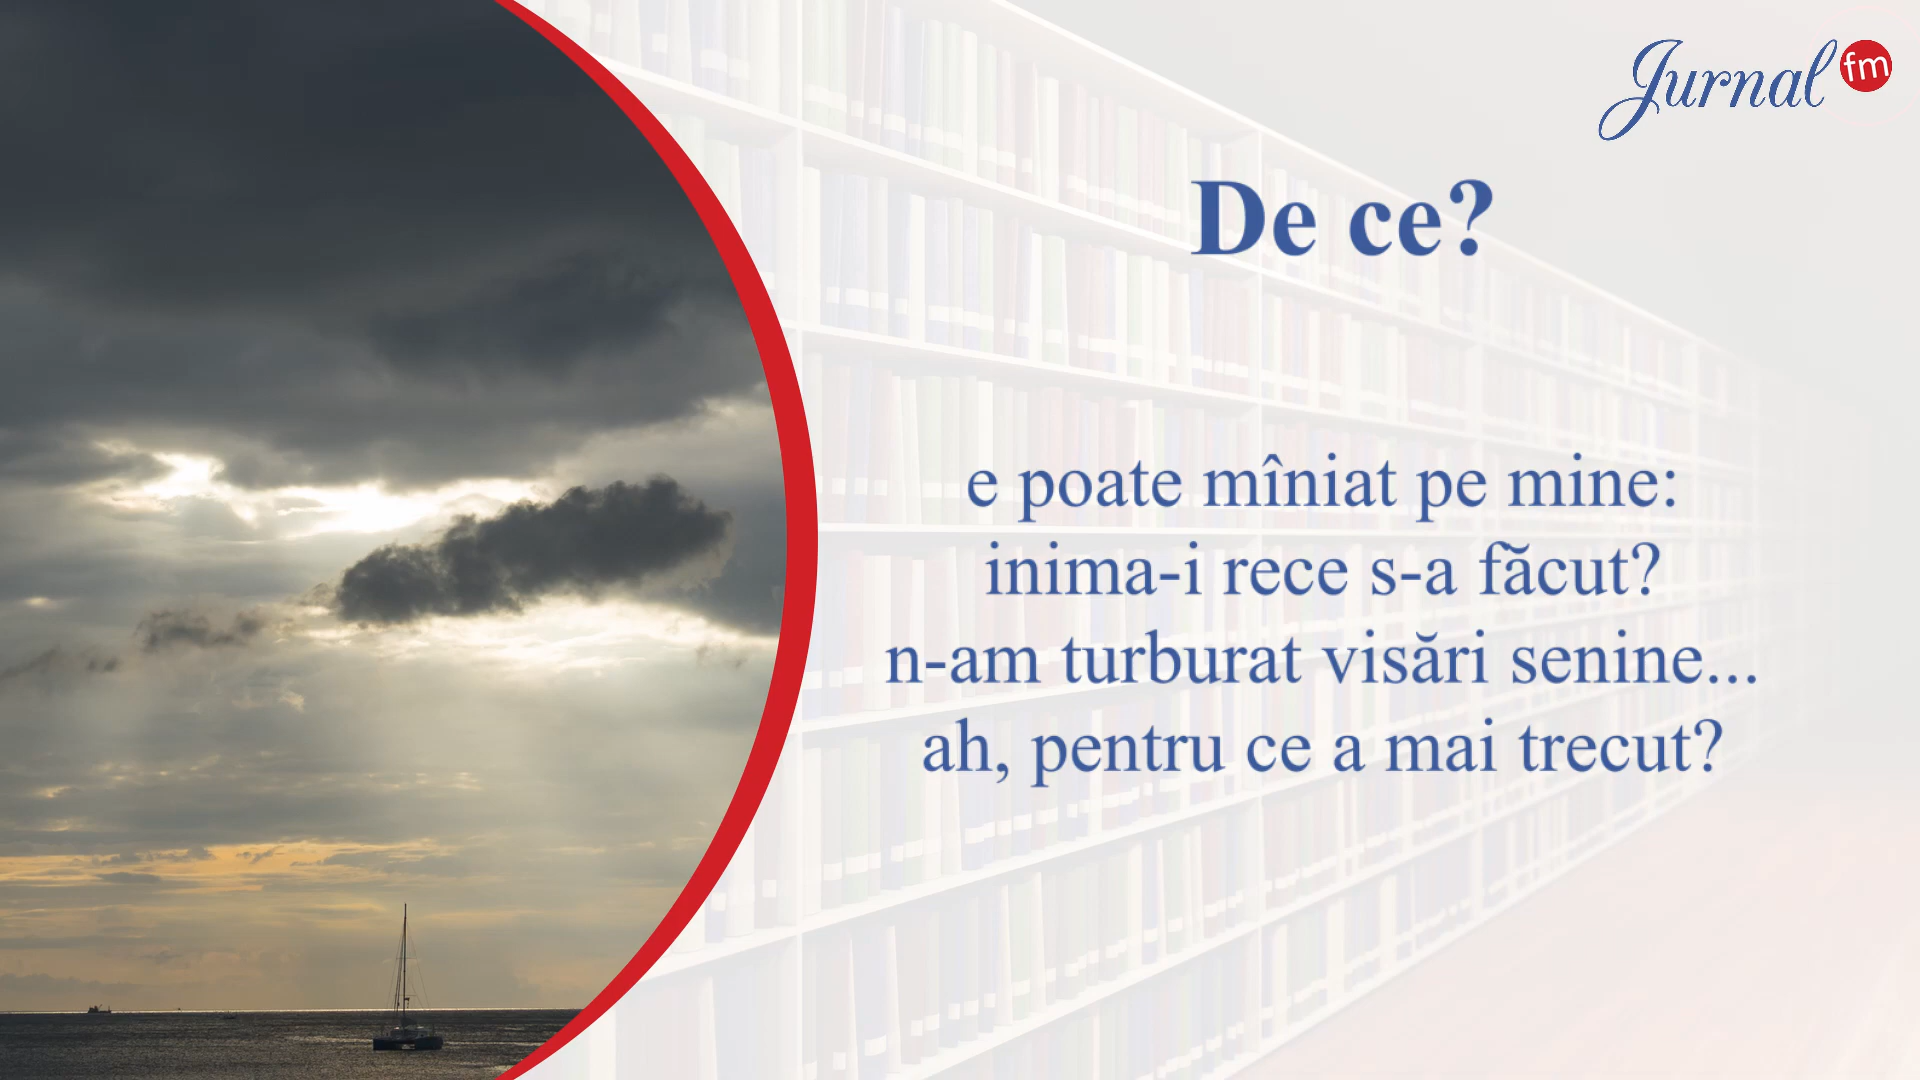 Jurnal fm
De ce?
e poate mîniat pe mine:
inima-i rece s-a făcut?
n-am turburat visări senine...
ah, pentru ce a mai trecut?